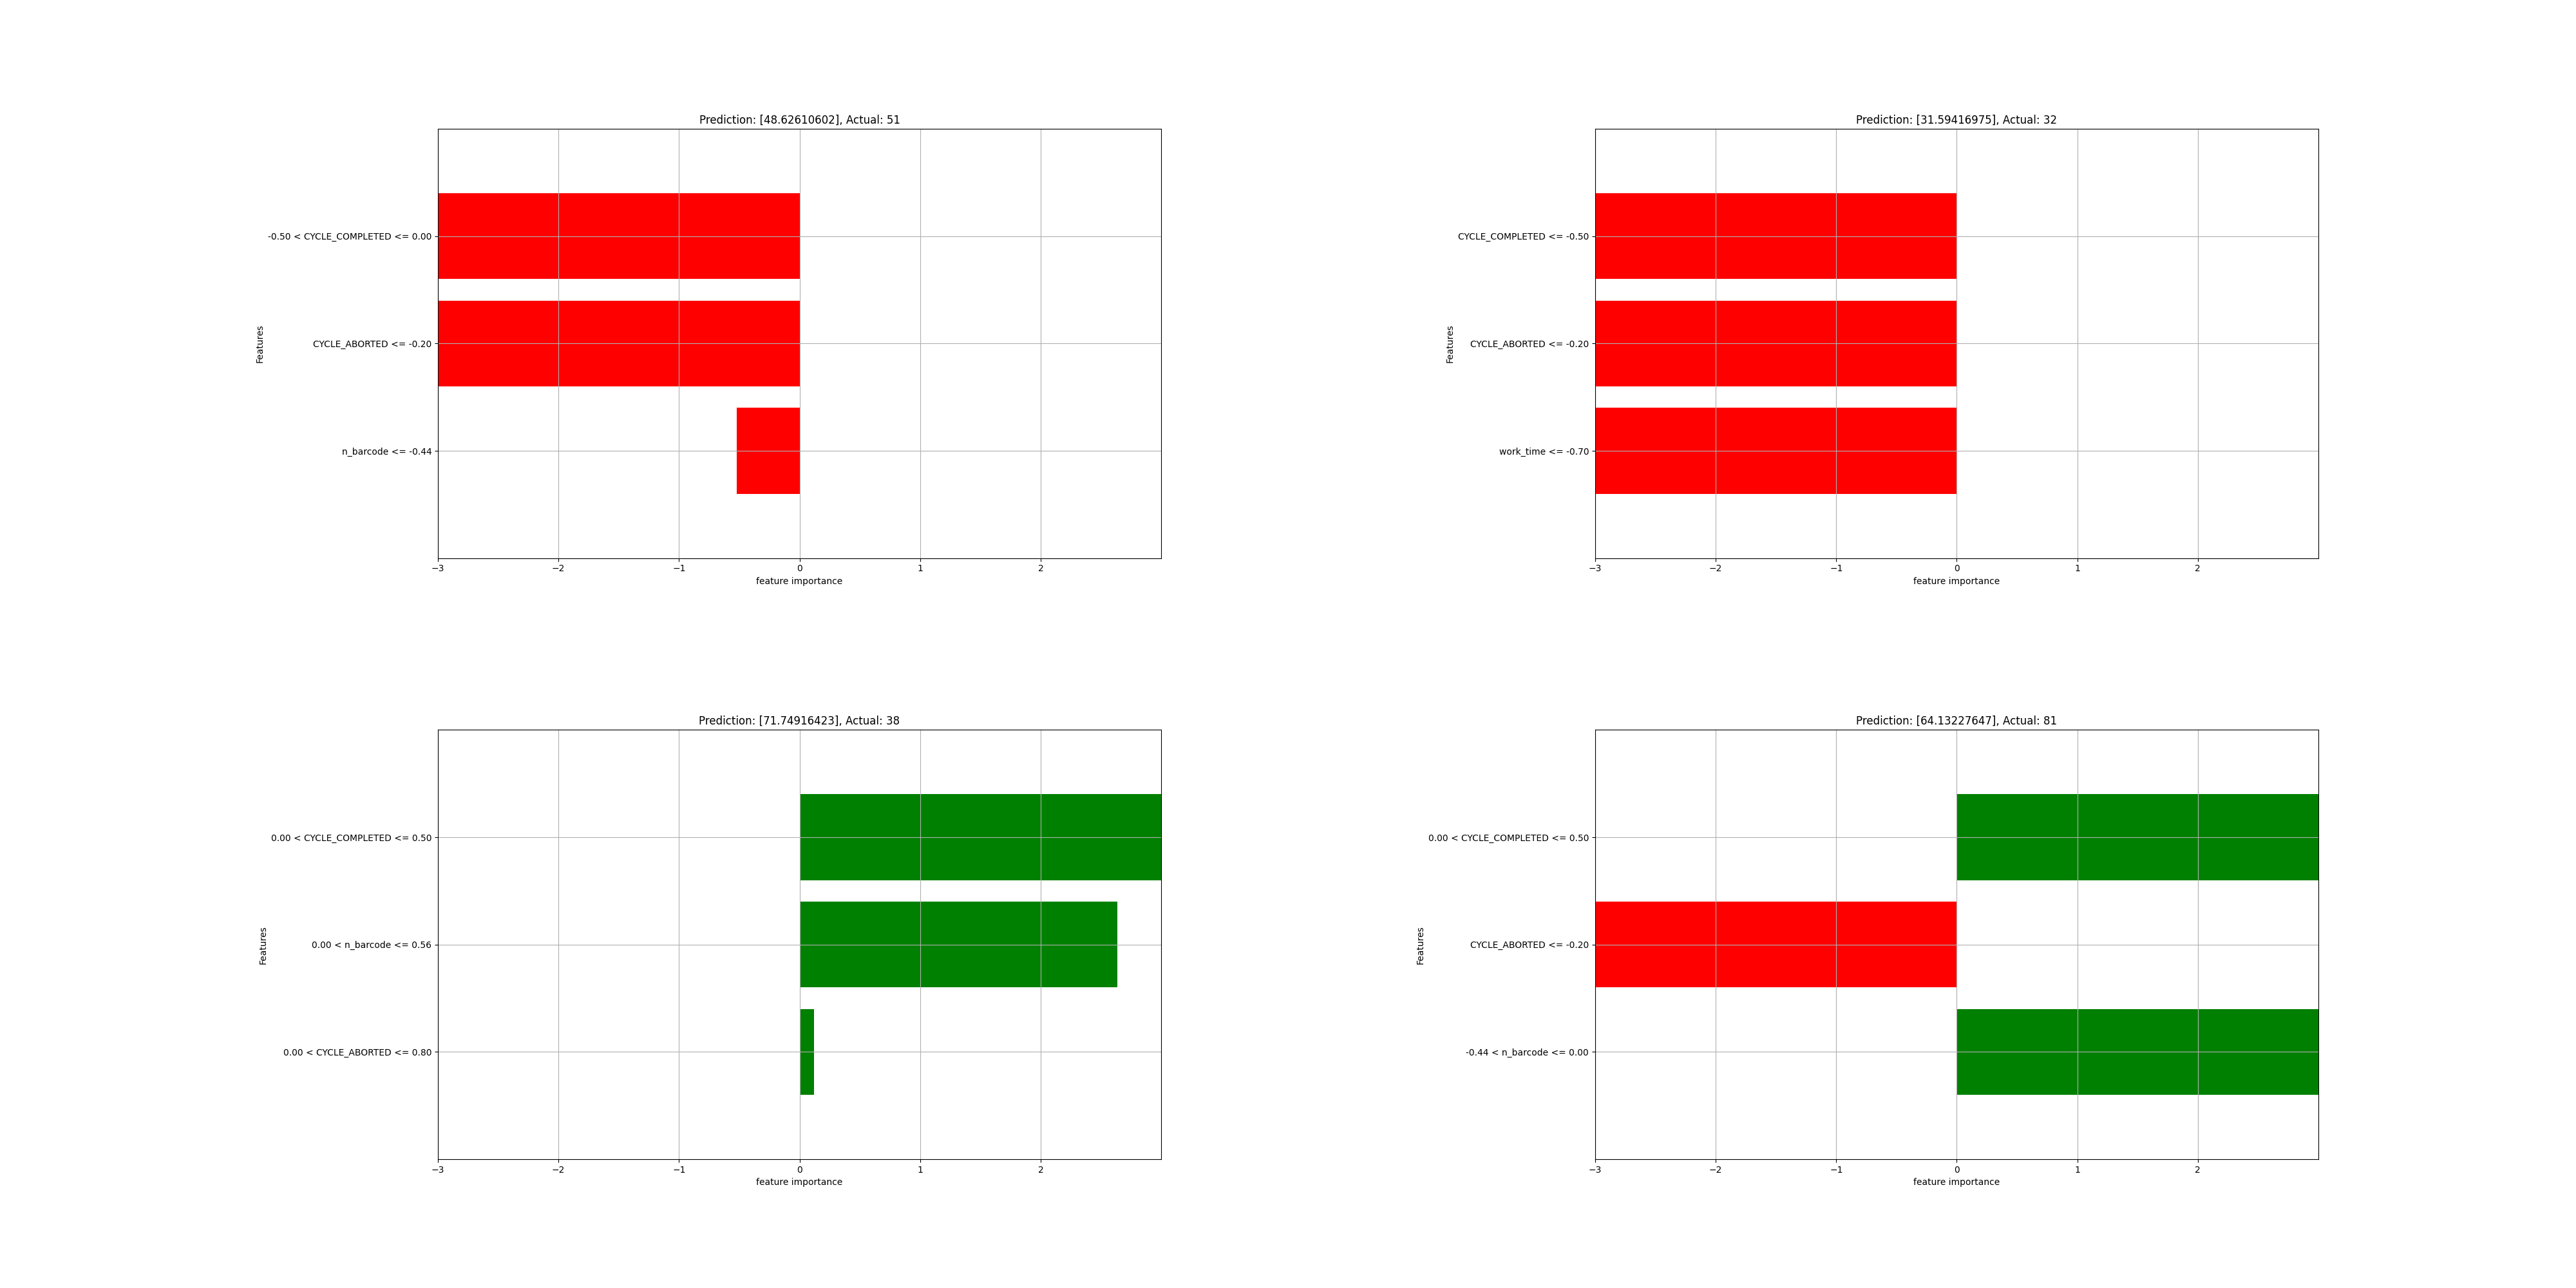 Prediction: [48.62610602], Actual: 51
-0.50 < CYCLE_COMPLETED <= 0.00
CYCLE_ABORTED <= -0.20
n_barcode <= -0.44
Features
−3 −2 −1 0 1 2
feature importance
Prediction: [31.59416975], Actual: 32
CYCLE_COMPLETED <= -0.50
CYCLE_ABORTED <= -0.20
work_time <= -0.70
Features
−3 −2 −1 0 1 2
feature importance
Prediction: [71.74916423], Actual: 38
0.00 < CYCLE_COMPLETED <= 0.50
0.00 < n_barcode <= 0.56
0.00 < CYCLE_ABORTED <= 0.80
Features
−3 −2 −1 0 1 2
feature importance
Prediction: [64.13227647], Actual: 81
0.00 < CYCLE_COMPLETED <= 0.50
CYCLE_ABORTED <= -0.20
-0.44 < n_barcode <= 0.00
Features
−3 −2 −1 0 1 2
feature importance